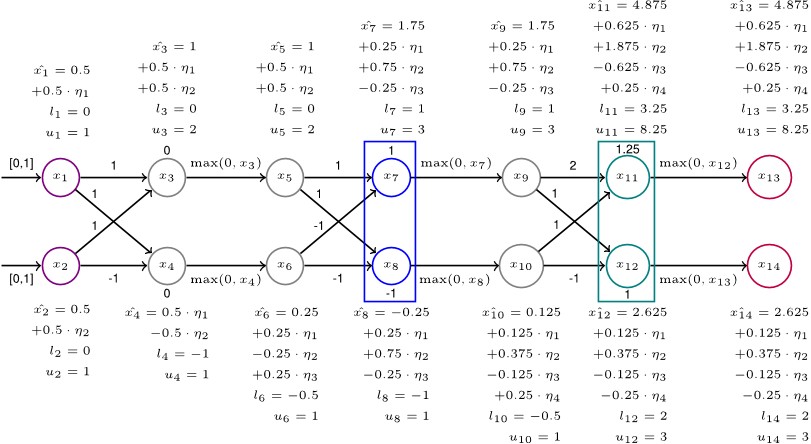 x̂₁ = 0.5
+0.5 · η₁
l₁ = 0
u₁ = 1
x̂₃ = 1
+0.5 · η₁
+0.5 · η₂
l₃ = 0
u₃ = 2
x̂₅ = 1
+0.5 · η₁
+0.5 · η₂
l₅ = 0
u₅ = 2
x̂₇ = 1.75
+0.25 · η₁
+0.75 · η₂
−0.25 · η₃
l₇ = 1
u₇ = 3
x̂₉ = 1.75
+0.25 · η₁
+0.75 · η₂
−0.25 · η₃
l₉ = 1
u₉ = 3
x̂₁₁ = 4.875
+0.625 · η₁
+1.875 · η₂
−0.625 · η₃
+0.25 · η₄
l₁₁ = 3.25
u₁₁ = 8.25
x̂₁₃ = 4.875
+0.625 · η₁
+1.875 · η₂
−0.625 · η₃
+0.25 · η₄
l₁₃ = 3.25
u₁₃ = 8.25
0
1
1.25
[0,1]
x₁
1
x₃
max(0, x₃)
x₅
1
x₇
max(0, x₇)
x₉
2
x₁₁
max(0, x₁₂)
x₁₃
1
1
1
1
-1
1
[0,1]
x₂
-1
x₄
max(0, x₄)
x₆
-1
x₈
max(0, x₈)
x₁₀
-1
x₁₂
max(0, x₁₃)
x₁₄
0
-1
1
x̂₂ = 0.5
+0.5 · η₂
l₂ = 0
u₂ = 1
x̂₄ = 0.5 · η₁
−0.5 · η₂
l₄ = −1
u₄ = 1
x̂₆ = 0.25
+0.25 · η₁
−0.25 · η₂
+0.25 · η₃
l₆ = −0.5
u₆ = 1
x̂₈ = −0.25
+0.25 · η₁
+0.75 · η₂
−0.25 · η₃
l₈ = −1
u₈ = 1
x̂₁₀ = 0.125
+0.125 · η₁
+0.375 · η₂
−0.125 · η₃
+0.25 · η₄
l₁₀ = −0.5
u₁₀ = 1
x̂₁₂ = 2.625
+0.125 · η₁
+0.375 · η₂
−0.125 · η₃
−0.25 · η₄
l₁₂ = 2
u₁₂ = 3
x̂₁₄ = 2.625
+0.125 · η₁
+0.375 · η₂
−0.125 · η₃
−0.25 · η₄
l₁₄ = 2
u₁₄ = 3